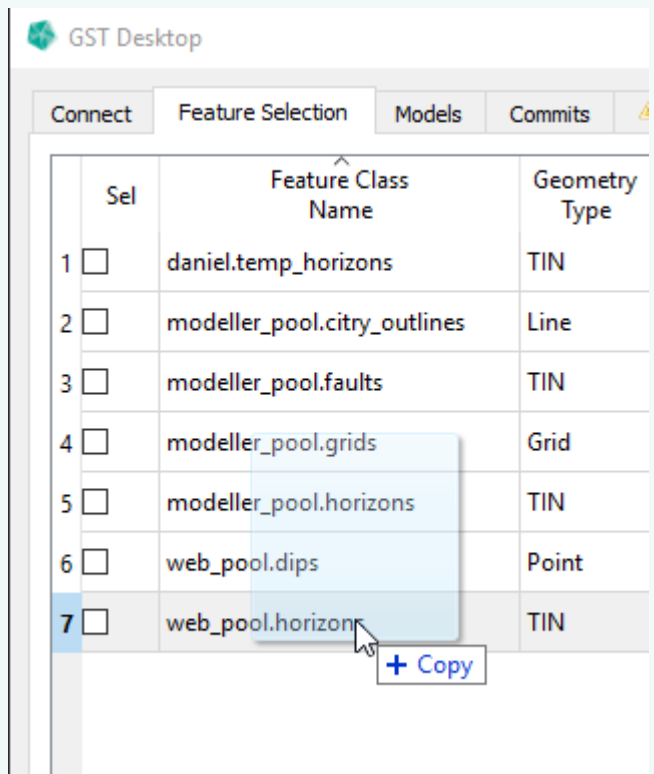 GST Desktop
Connect Feature Selection Models Commits
Sel Feature Class Name Geometry Type
1 daniel.temp_horizons TIN
2 modeller_pool.citry_outlines Line
3 modeller_pool.faults TIN
4 modeller_pool.grids Grid
5 modeller_pool.horizons TIN
6 web_pool.dips Point
7 web_pool.horizons TIN
+ Copy